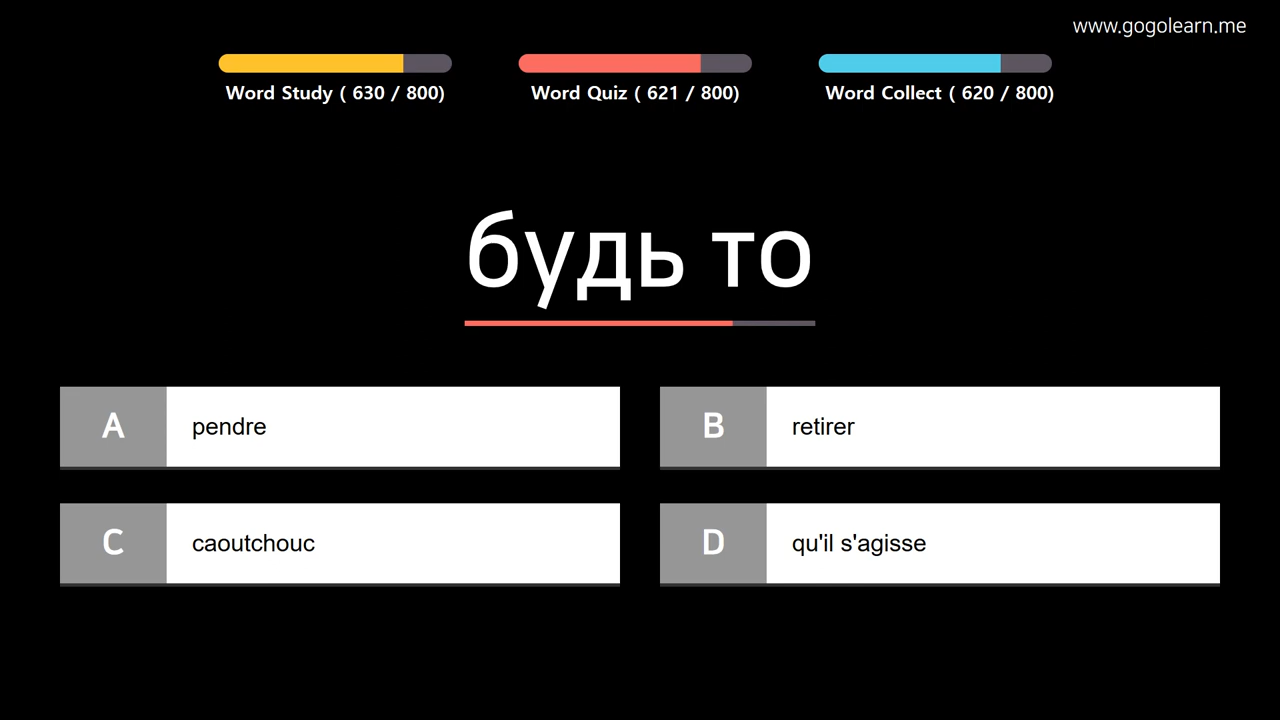 www.gogolearn.me
Word Study ( 630 / 800)
Word Quiz ( 621 / 800)
Word Collect ( 620 / 800)
будь то
A pendre
B retirer
C caoutchouc
D qu'il s'agisse